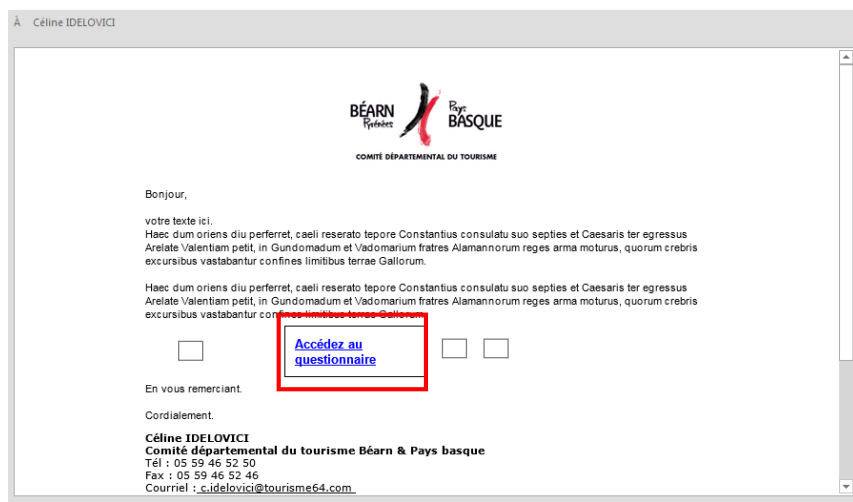 À Céline IDELOVICI
BÉARN
Pyrénées
Pays
BASQUE
COMITÉ DÉPARTEMENTAL DU TOURISME
Bonjour,
votre texte ici.
Haec dum oriens diu perferret, caeli reserato tepore Constantius consulatu suo septies et Caesaris ter egressus
Arelate Valentiam petit, in Gundomadum et Vadomarium fratres Alamannorum reges arma moturus, quorum crebris
excursibus vastabantur confines limitibus terrae Gallorum.
Haec dum oriens diu perferret, caeli reserato tepore Constantius consulatu suo septies et Caesaris ter egressus
Arelate Valentiam petit, in Gundomadum et Vadomarium fratres Alamannorum reges arma moturus, quorum crebris
excursibus vastabantur confines limitibus terrae Gallorum.
Accédez au
questionnaire
En vous remerciant.
Cordialement.
Céline IDELOVICI
Comité départemental du tourisme Béarn & Pays basque
Tél : 05 59 46 52 50
Fax : 05 59 46 52 46
Courriel : c.idelovici@tourisme64.com